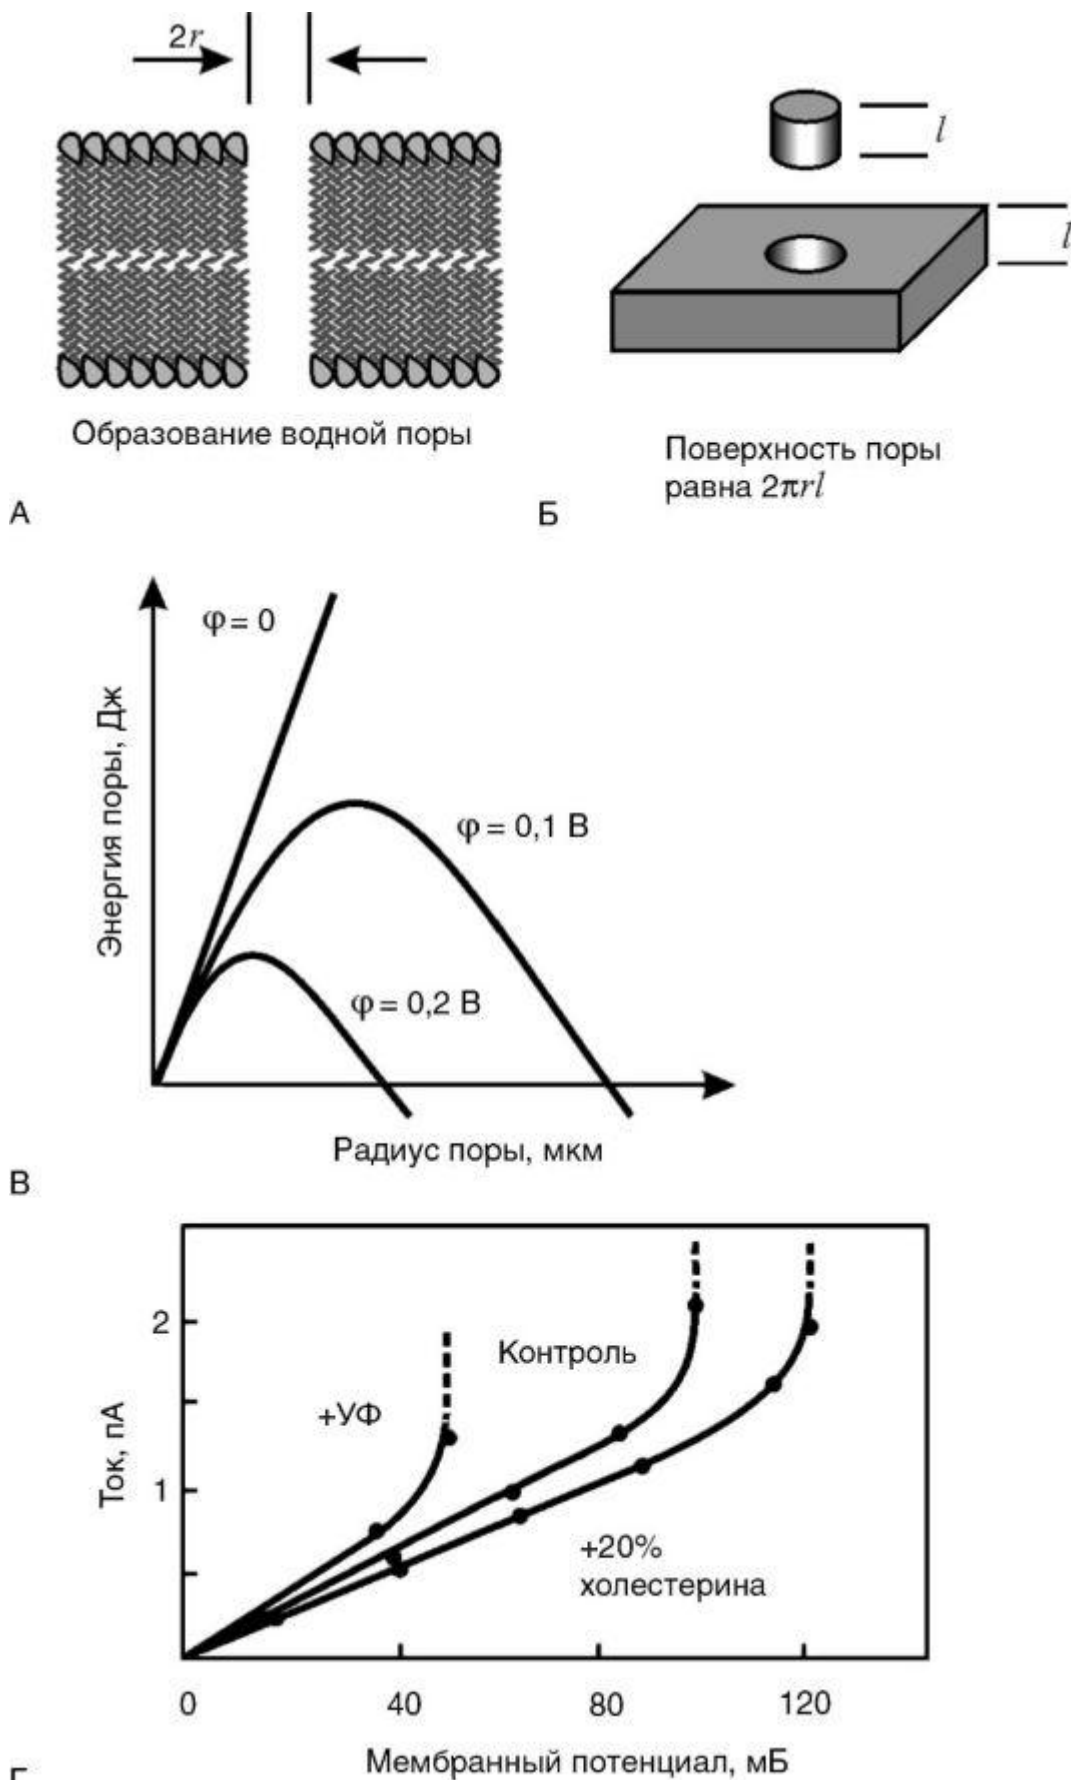 2r
l
l
Образование водной поры
Поверхность поры
равна 2πrl
А
Б
φ = 0
φ = 0,1 В
φ = 0,2 В
Энергия поры, Дж
Радиус поры, мкм
В
2
1
Контроль
+УФ
+20%
холестерина
Ток, пА
0
40
80
120
Мембранный потенциал, мБ